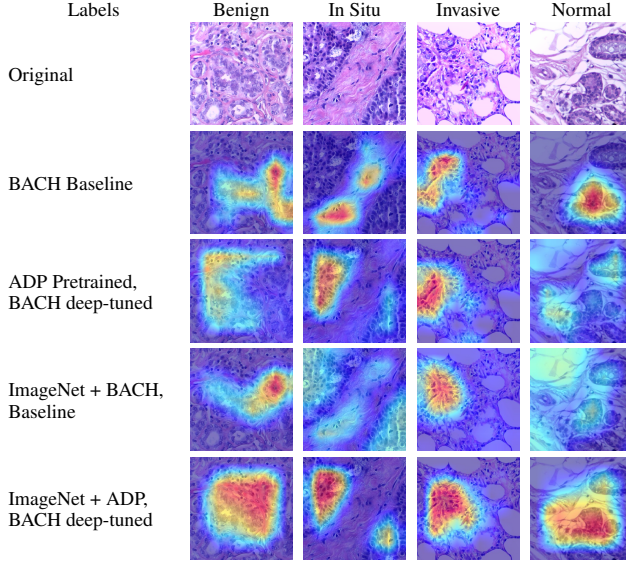 Labels Benign In Situ Invasive Normal
Original
BACH Baseline
ADP Pretrained,
BACH deep-tuned
ImageNet + BACH,
Baseline
ImageNet + ADP,
BACH deep-tuned